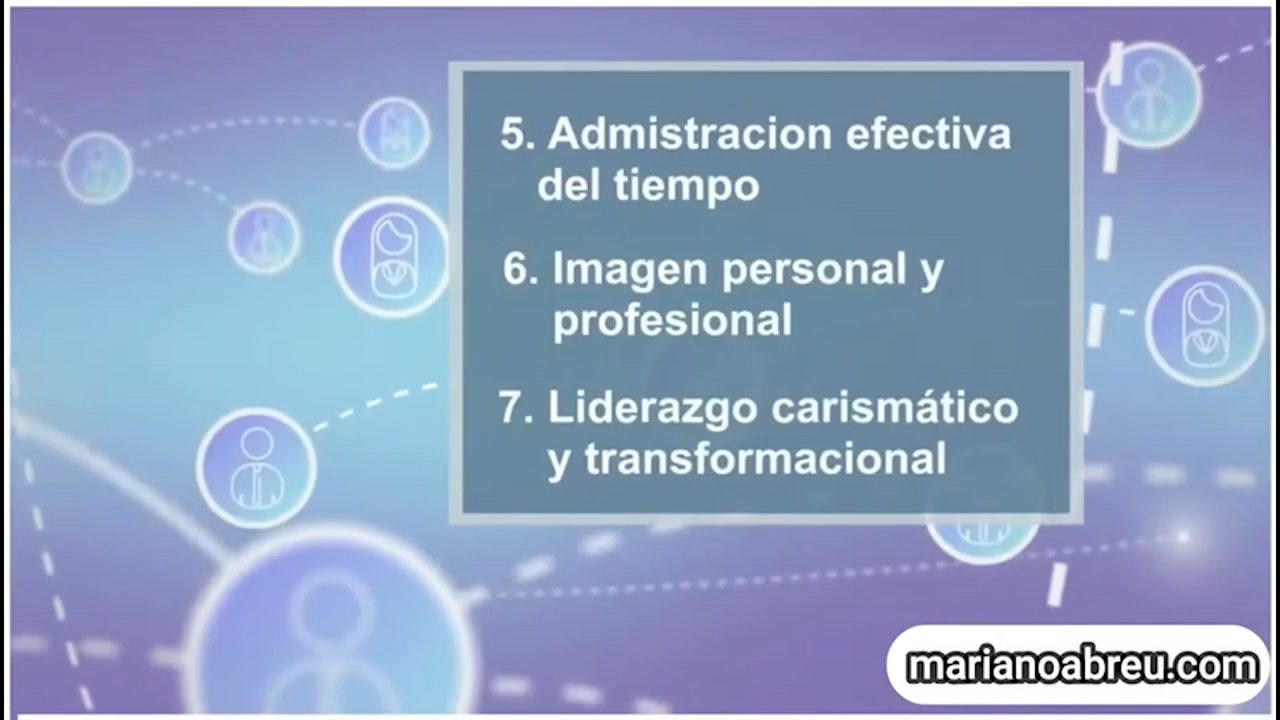 5. Admistracion efectiva
del tiempo
6. Imagen personal y
profesional
7. Liderazgo carismático
y transformacional
marianoabreu.com